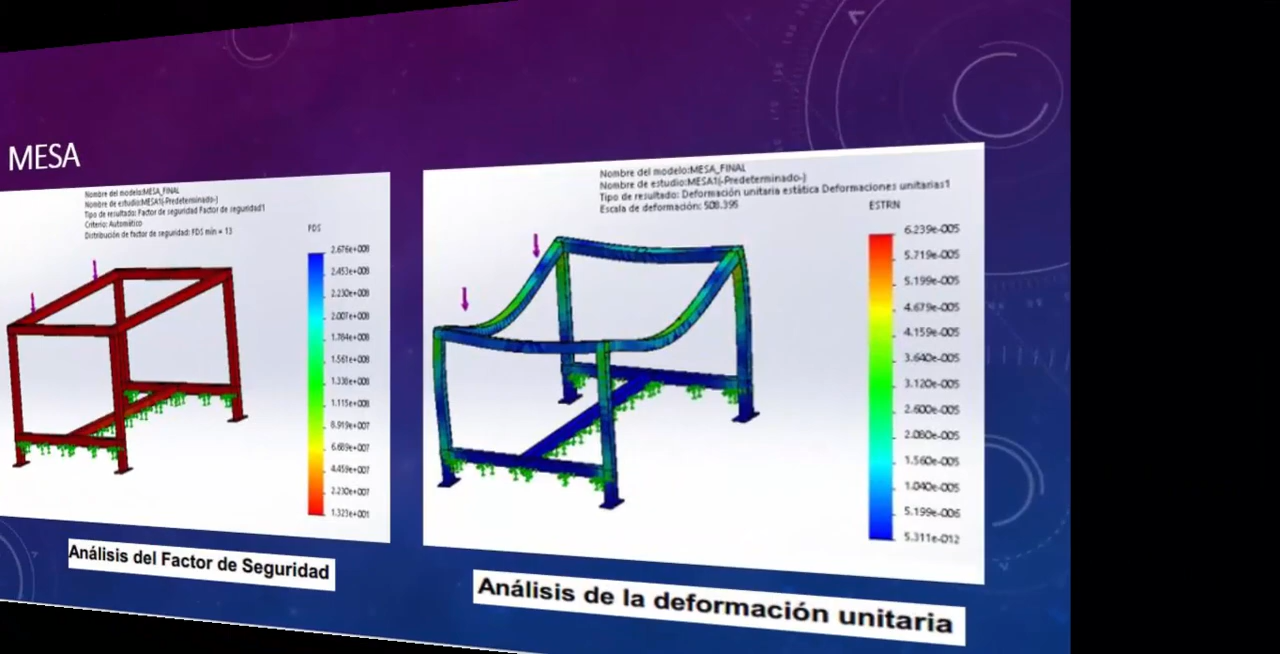 MESA
Nombre del modelo:MESA_FINAL
Nombre de estudio:MESA1(-Predeterminado-)
Tipo de resultado: Factor de seguridad Factor de seguridad1
Criterio: Automático
Distribución de factor de seguridad: FDS mín = 13
FDS
2.676e+008
2.453e+008
2.230e+008
2.007e+008
1.784e+008
1.561e+008
1.338e+008
1.115e+008
8.919e+007
6.689e+007
4.459e+007
2.230e+007
1.323e+001
Análisis del Factor de Seguridad
Nombre del modelo:MESA_FINAL
Nombre de estudio:MESA1(-Predeterminado-)
Tipo de resultado: Deformación unitaria estática Deformaciones unitarias1
Escala de deformación: 508.395
ESTRN
6.239e-005
5.719e-005
5.199e-005
4.679e-005
4.159e-005
3.640e-005
3.120e-005
2.600e-005
2.080e-005
1.560e-005
1.040e-005
5.199e-006
5.311e-012
Análisis de la deformación unitaria